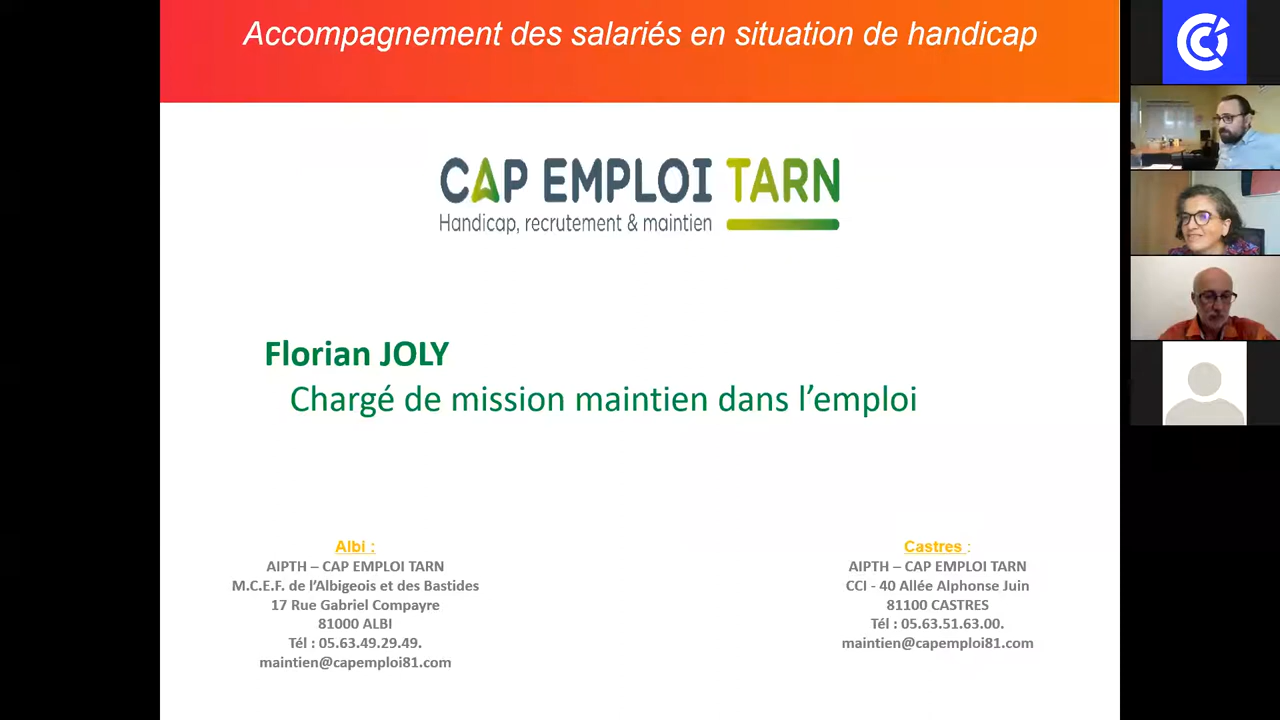 Accompagnement des salariés en situation de handicap
CAP EMPLOI TARN
Handicap, recrutement & maintien
Florian JOLY
Chargé de mission maintien dans l’emploi
Albi :
AIPTH – CAP EMPLOI TARN
M.C.E.F. de l’Albigeois et des Bastides
17 Rue Gabriel Compayre
81000 ALBI
Tél : 05.63.49.29.49.
maintien@capemploi81.com
Castres :
AIPTH – CAP EMPLOI TARN
CCI - 40 Allée Alphonse Juin
81100 CASTRES
Tél : 05.63.51.63.00.
maintien@capemploi81.com